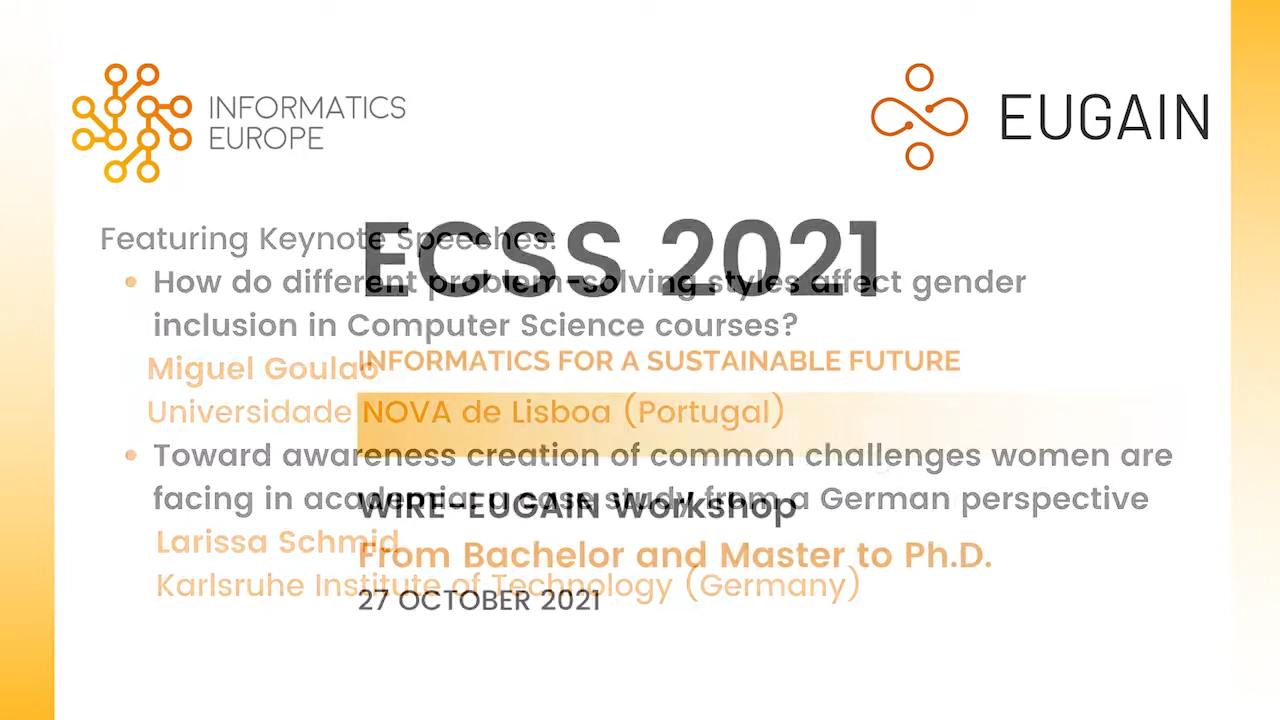 INFORMATICS
EUROPE
EUGAIN
Featuring Keynote Speeches:
• How do different problem-solving styles affect gender
inclusion in Computer Science courses?
Miguel Goulao
Universidade NOVA de Lisboa (Portugal)
• Toward awareness creation of common challenges women are
facing in academia: a case study from a German perspective
Larissa Schmid
Karlsruhe Institute of Technology (Germany)
ECSS 2021
INFORMATICS FOR A SUSTAINABLE FUTURE
WIRE-EUGAIN Workshop
From Bachelor and Master to Ph.D.
27 OCTOBER 2021